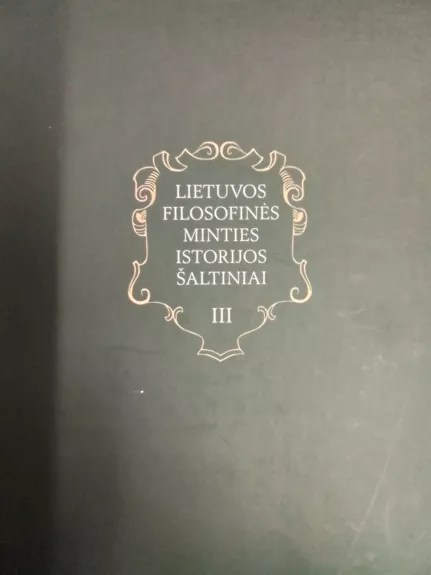 LIETUVOS
FILOSOFINĖS
MINTIES
ISTORIJOS
ŠALTINIAI
III